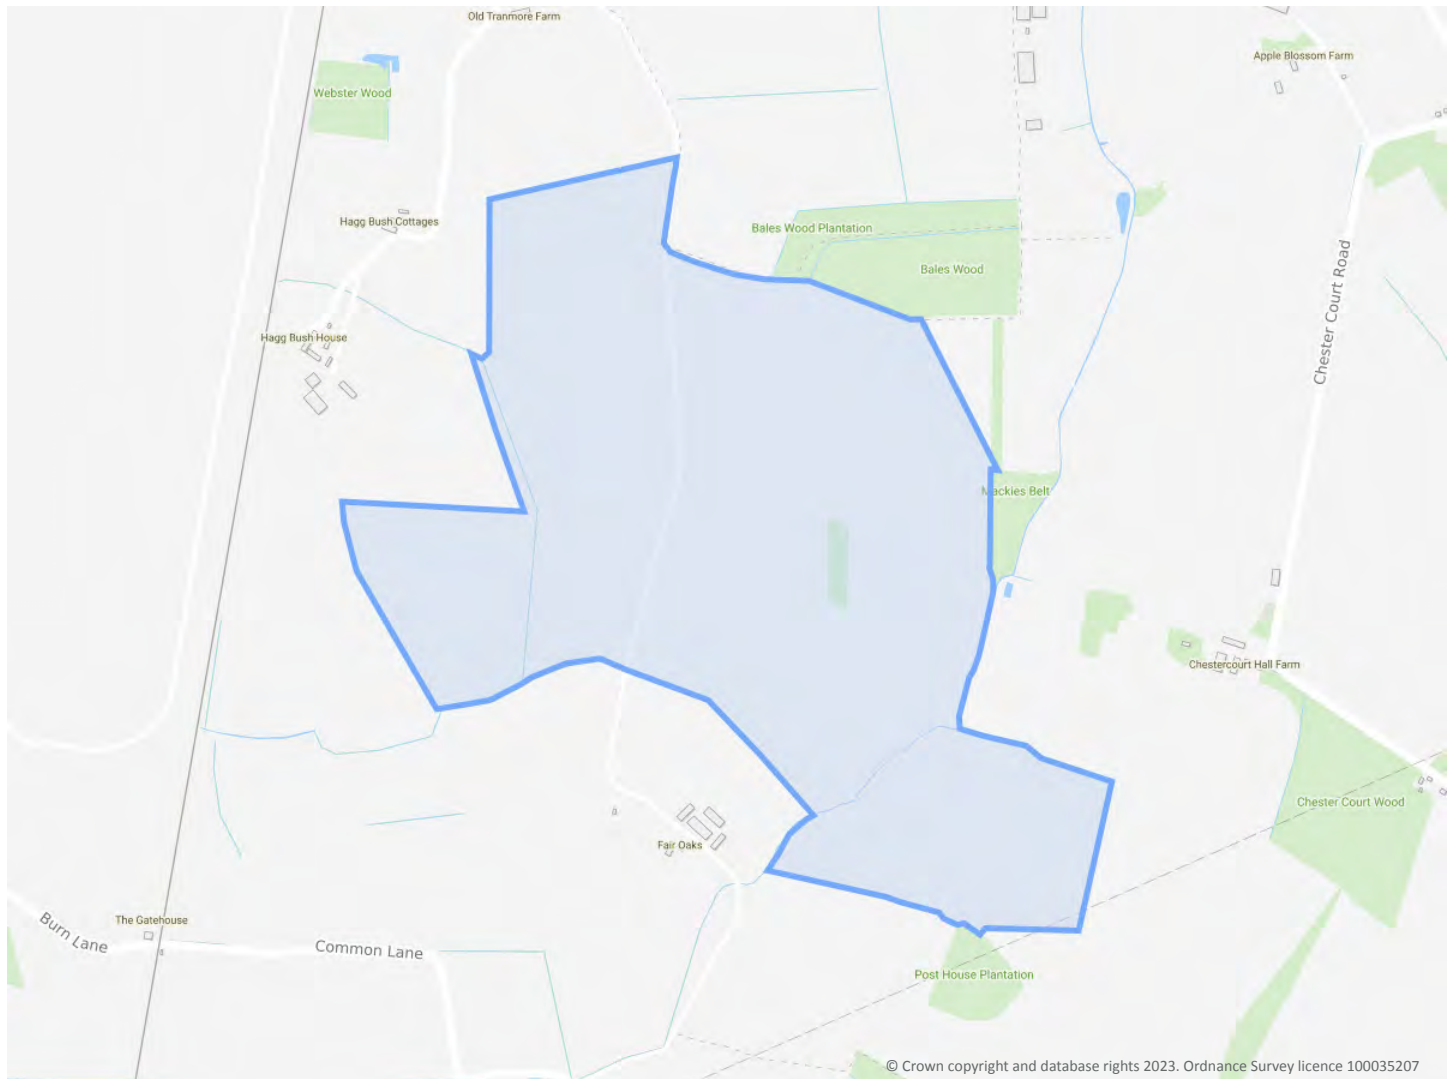 Old Tranmore Farm
Apple Blossom Farm
Webster Wood
Hagg Bush Cottages
Bales Wood Plantation
Bales Wood
Chester Court Road
Hagg Bush House
Mackies Belt
Chestercourt Hall Farm
Chester Court Wood
Fair Oaks
The Gatehouse
Burn Lane
Common Lane
Post House Plantation
© Crown copyright and database rights 2023. Ordnance Survey licence 100035207